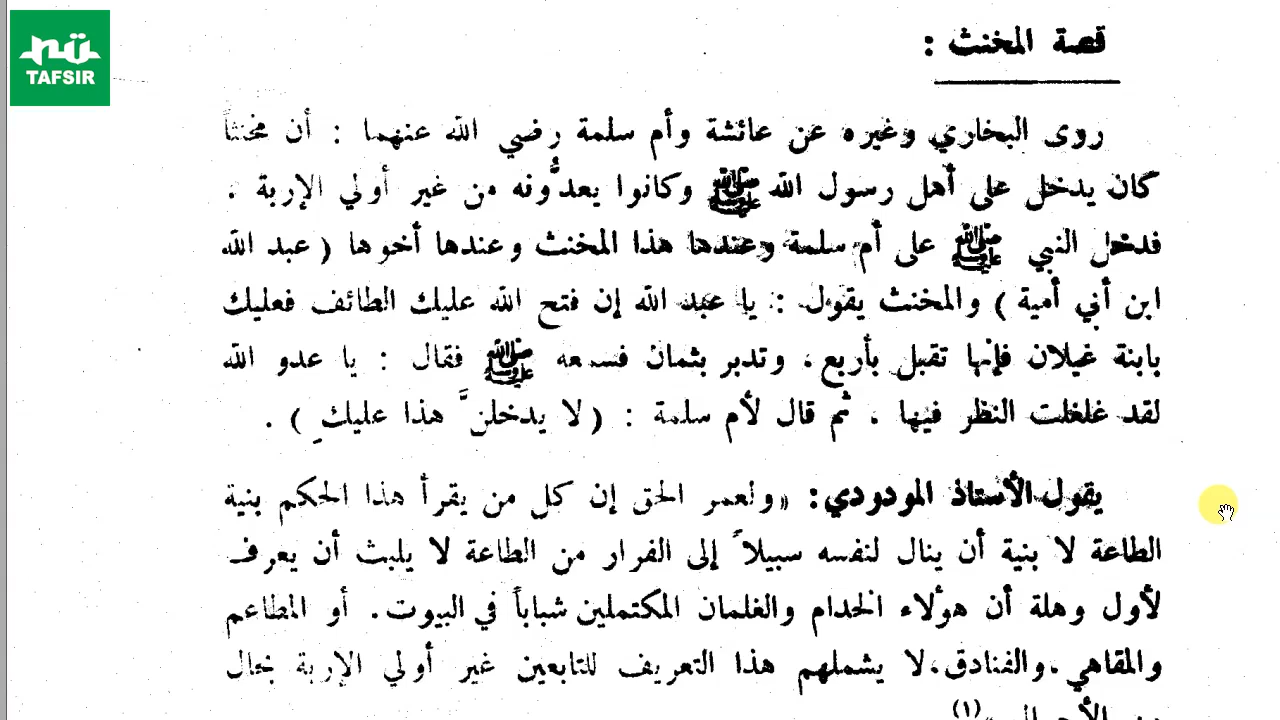 nü
TAFSIR
قصة المخنث :
روى البخاري وغيره عن عائشة وأم سلمة رضي الله عنهما : أن مخنثاً
كان يدخل على أهل رسول الله ﷺ وكانوا يعدُّونه من غير أولي الإربة .
فدخل النبي ﷺ على أم سلمة وعندها هذا المخنث وعندها أخوها ( عبد الله
ابن أبي أمية ) والمخنث يقول : يا عبد الله إن فتح الله عليك الطائف فعليك
بابنة غيلان فإنها تقبل بأربع ، وتدبر بثمان فسمعه ﷺ فقال : يا عدو الله
لقد غلغلت النظر فيها ، ثم قال لأم سلمة : ( لا يدخلنَّ هذا عليك ) .
يقول الأستاذ المودودي : « ولعمر الحق إن كل من يقرأ هذا الحكم بنية
الطاعة لا بنية أن ينال لنفسه سبيلاً إلى الفرار من الطاعة لا يلبث أن يعرف
لأول وهلة أن هؤلاء الخدام والغلمان المكتملين شباباً في البيوت . أو المطاعم
والمقاهي ، والفنادق ، لا يشملهم هذا التعريف للتابعين غير أولي الإربة بحال
(١)